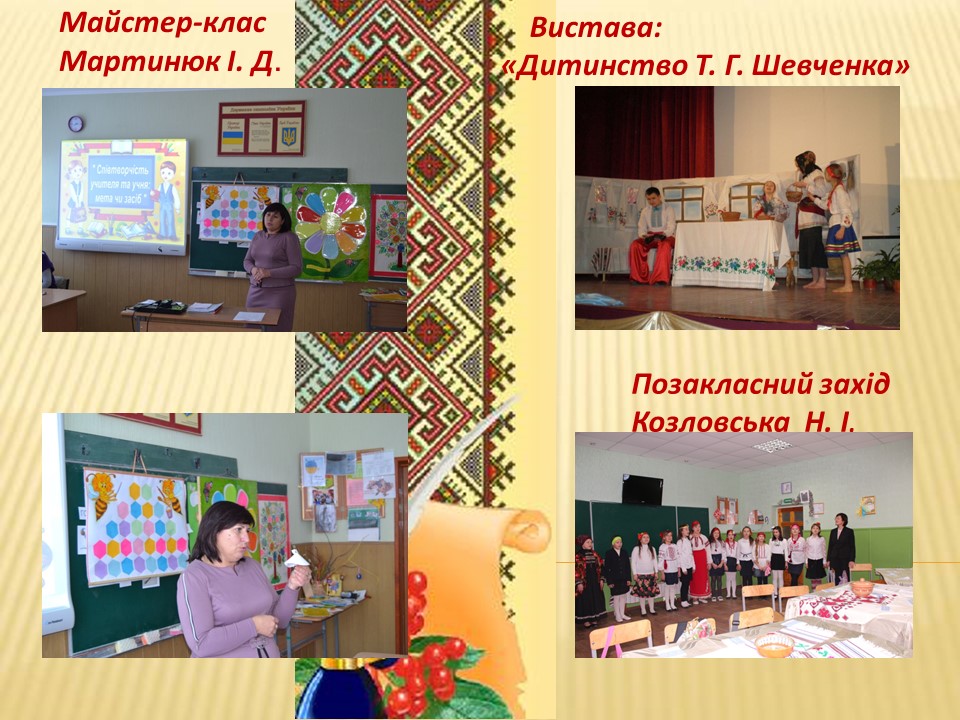 Майстер-клас
Мартинюк І. Д.
Вистава:
«Дитинство Т. Г. Шевченка»
" Співтворчість
учителя та учня:
мета чи засіб "
Позакласний захід
Козловська Н. І.